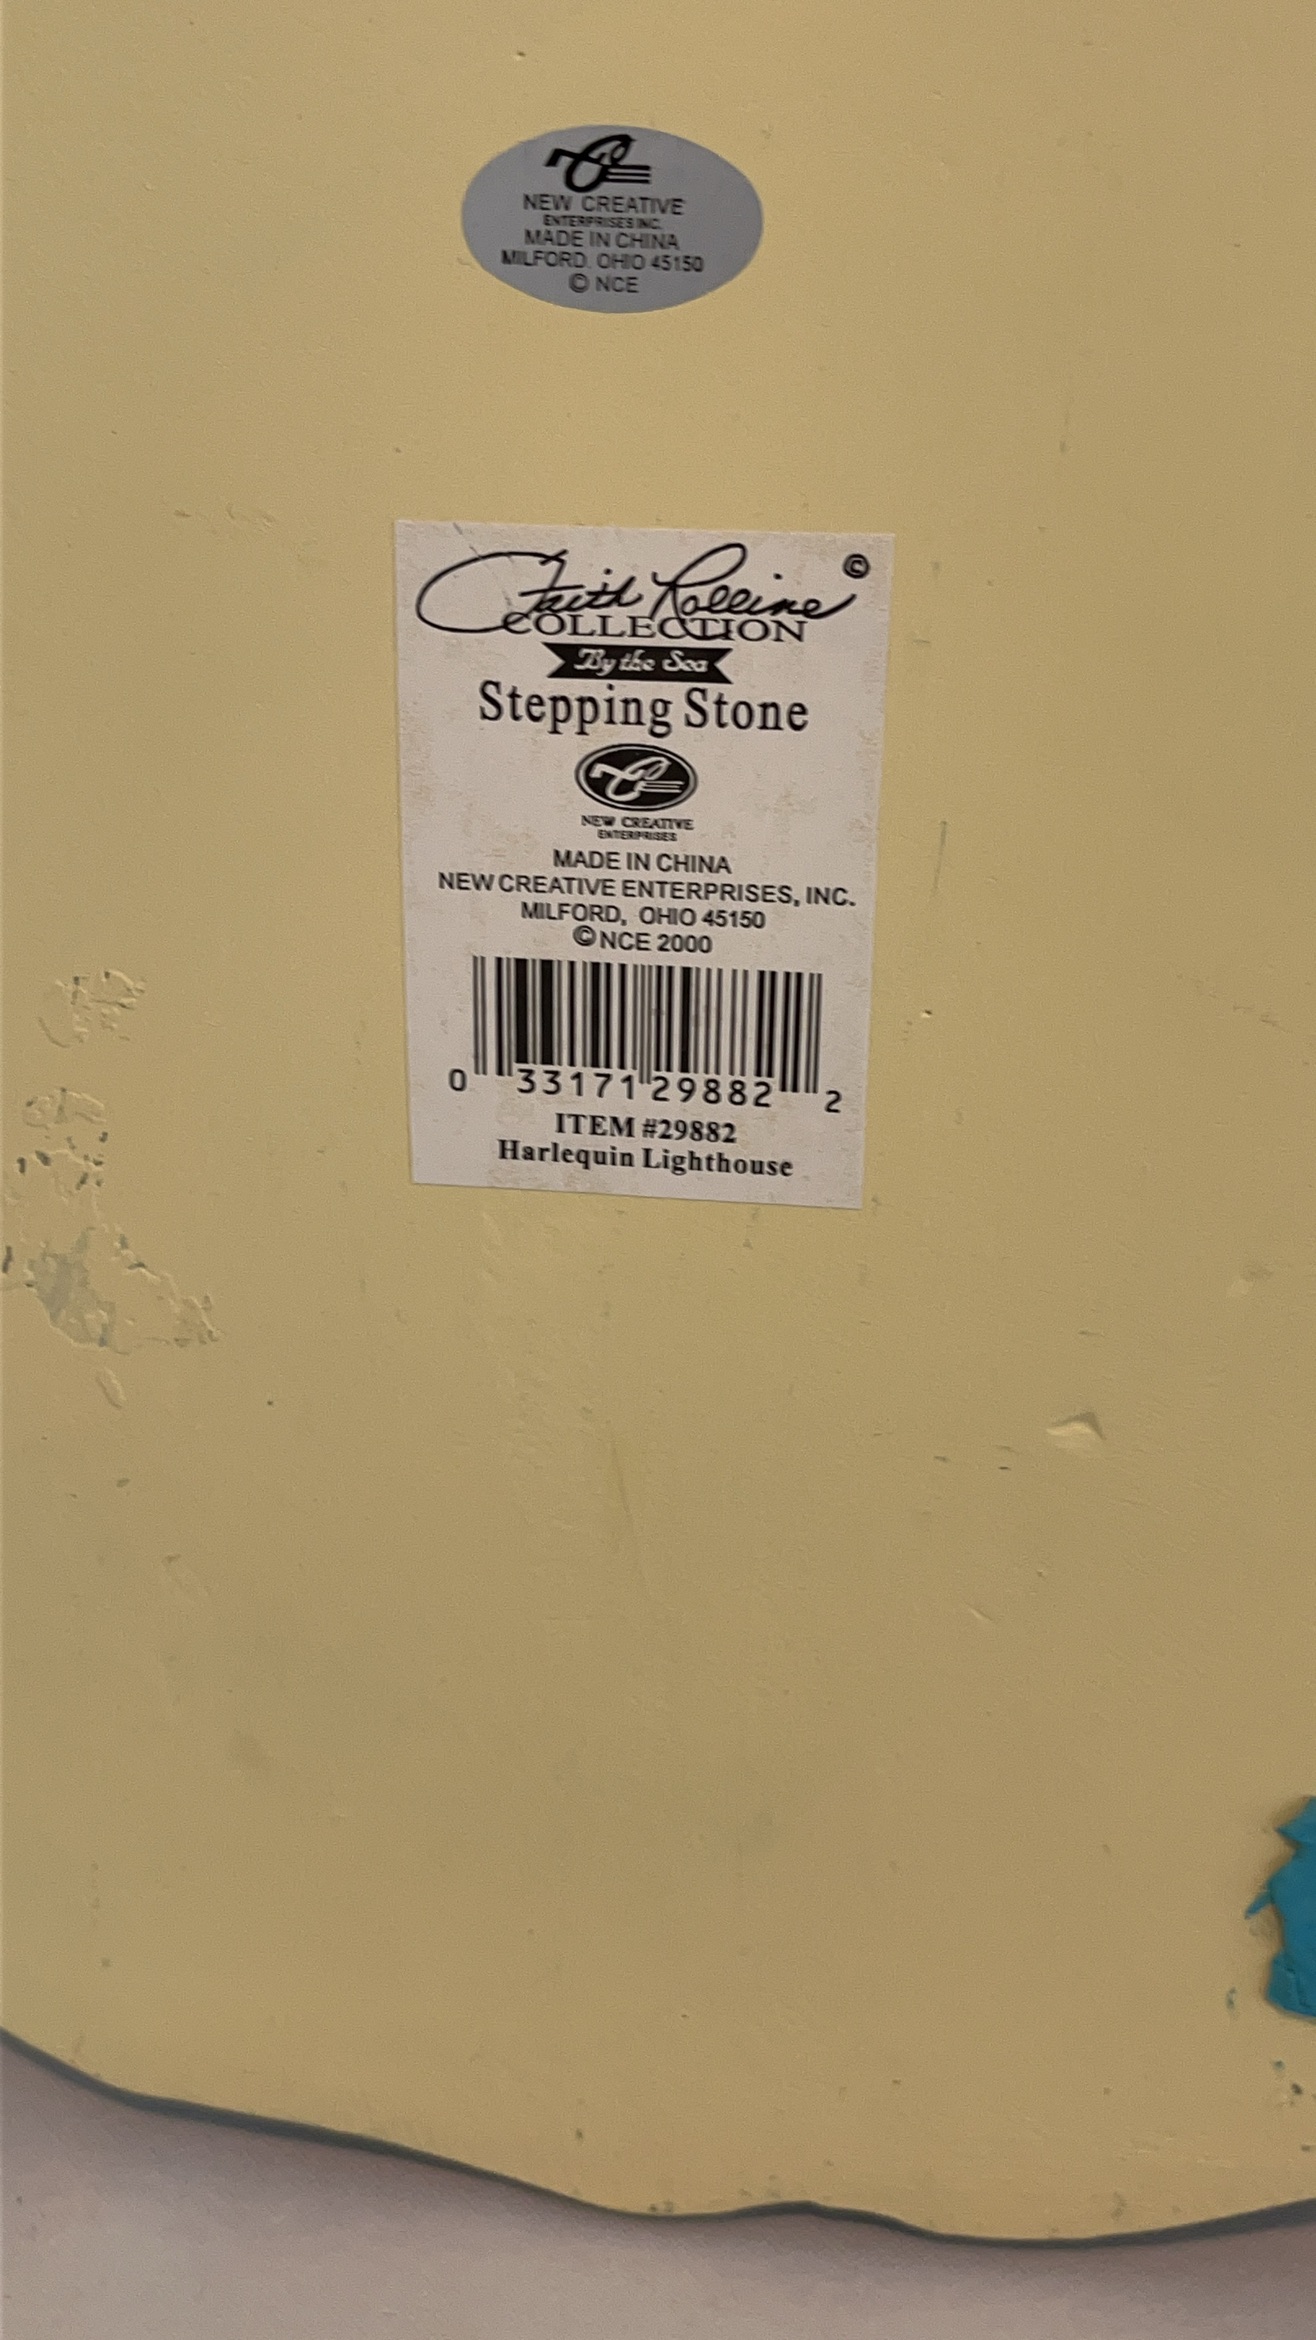 NEW CREATIVE
ENTERPRISES INC.
MADE IN CHINA
MILFORD, OHIO 45150
© NCE
Faith Rollins ©
COLLECTION
By the Sea
Stepping Stone
NEW CREATIVE
ENTERPRISES
MADE IN CHINA
NEW CREATIVE ENTERPRISES, INC.
MILFORD, OHIO 45150
© NCE 2000
0 33171 29882 2
ITEM #29882
Harlequin Lighthouse